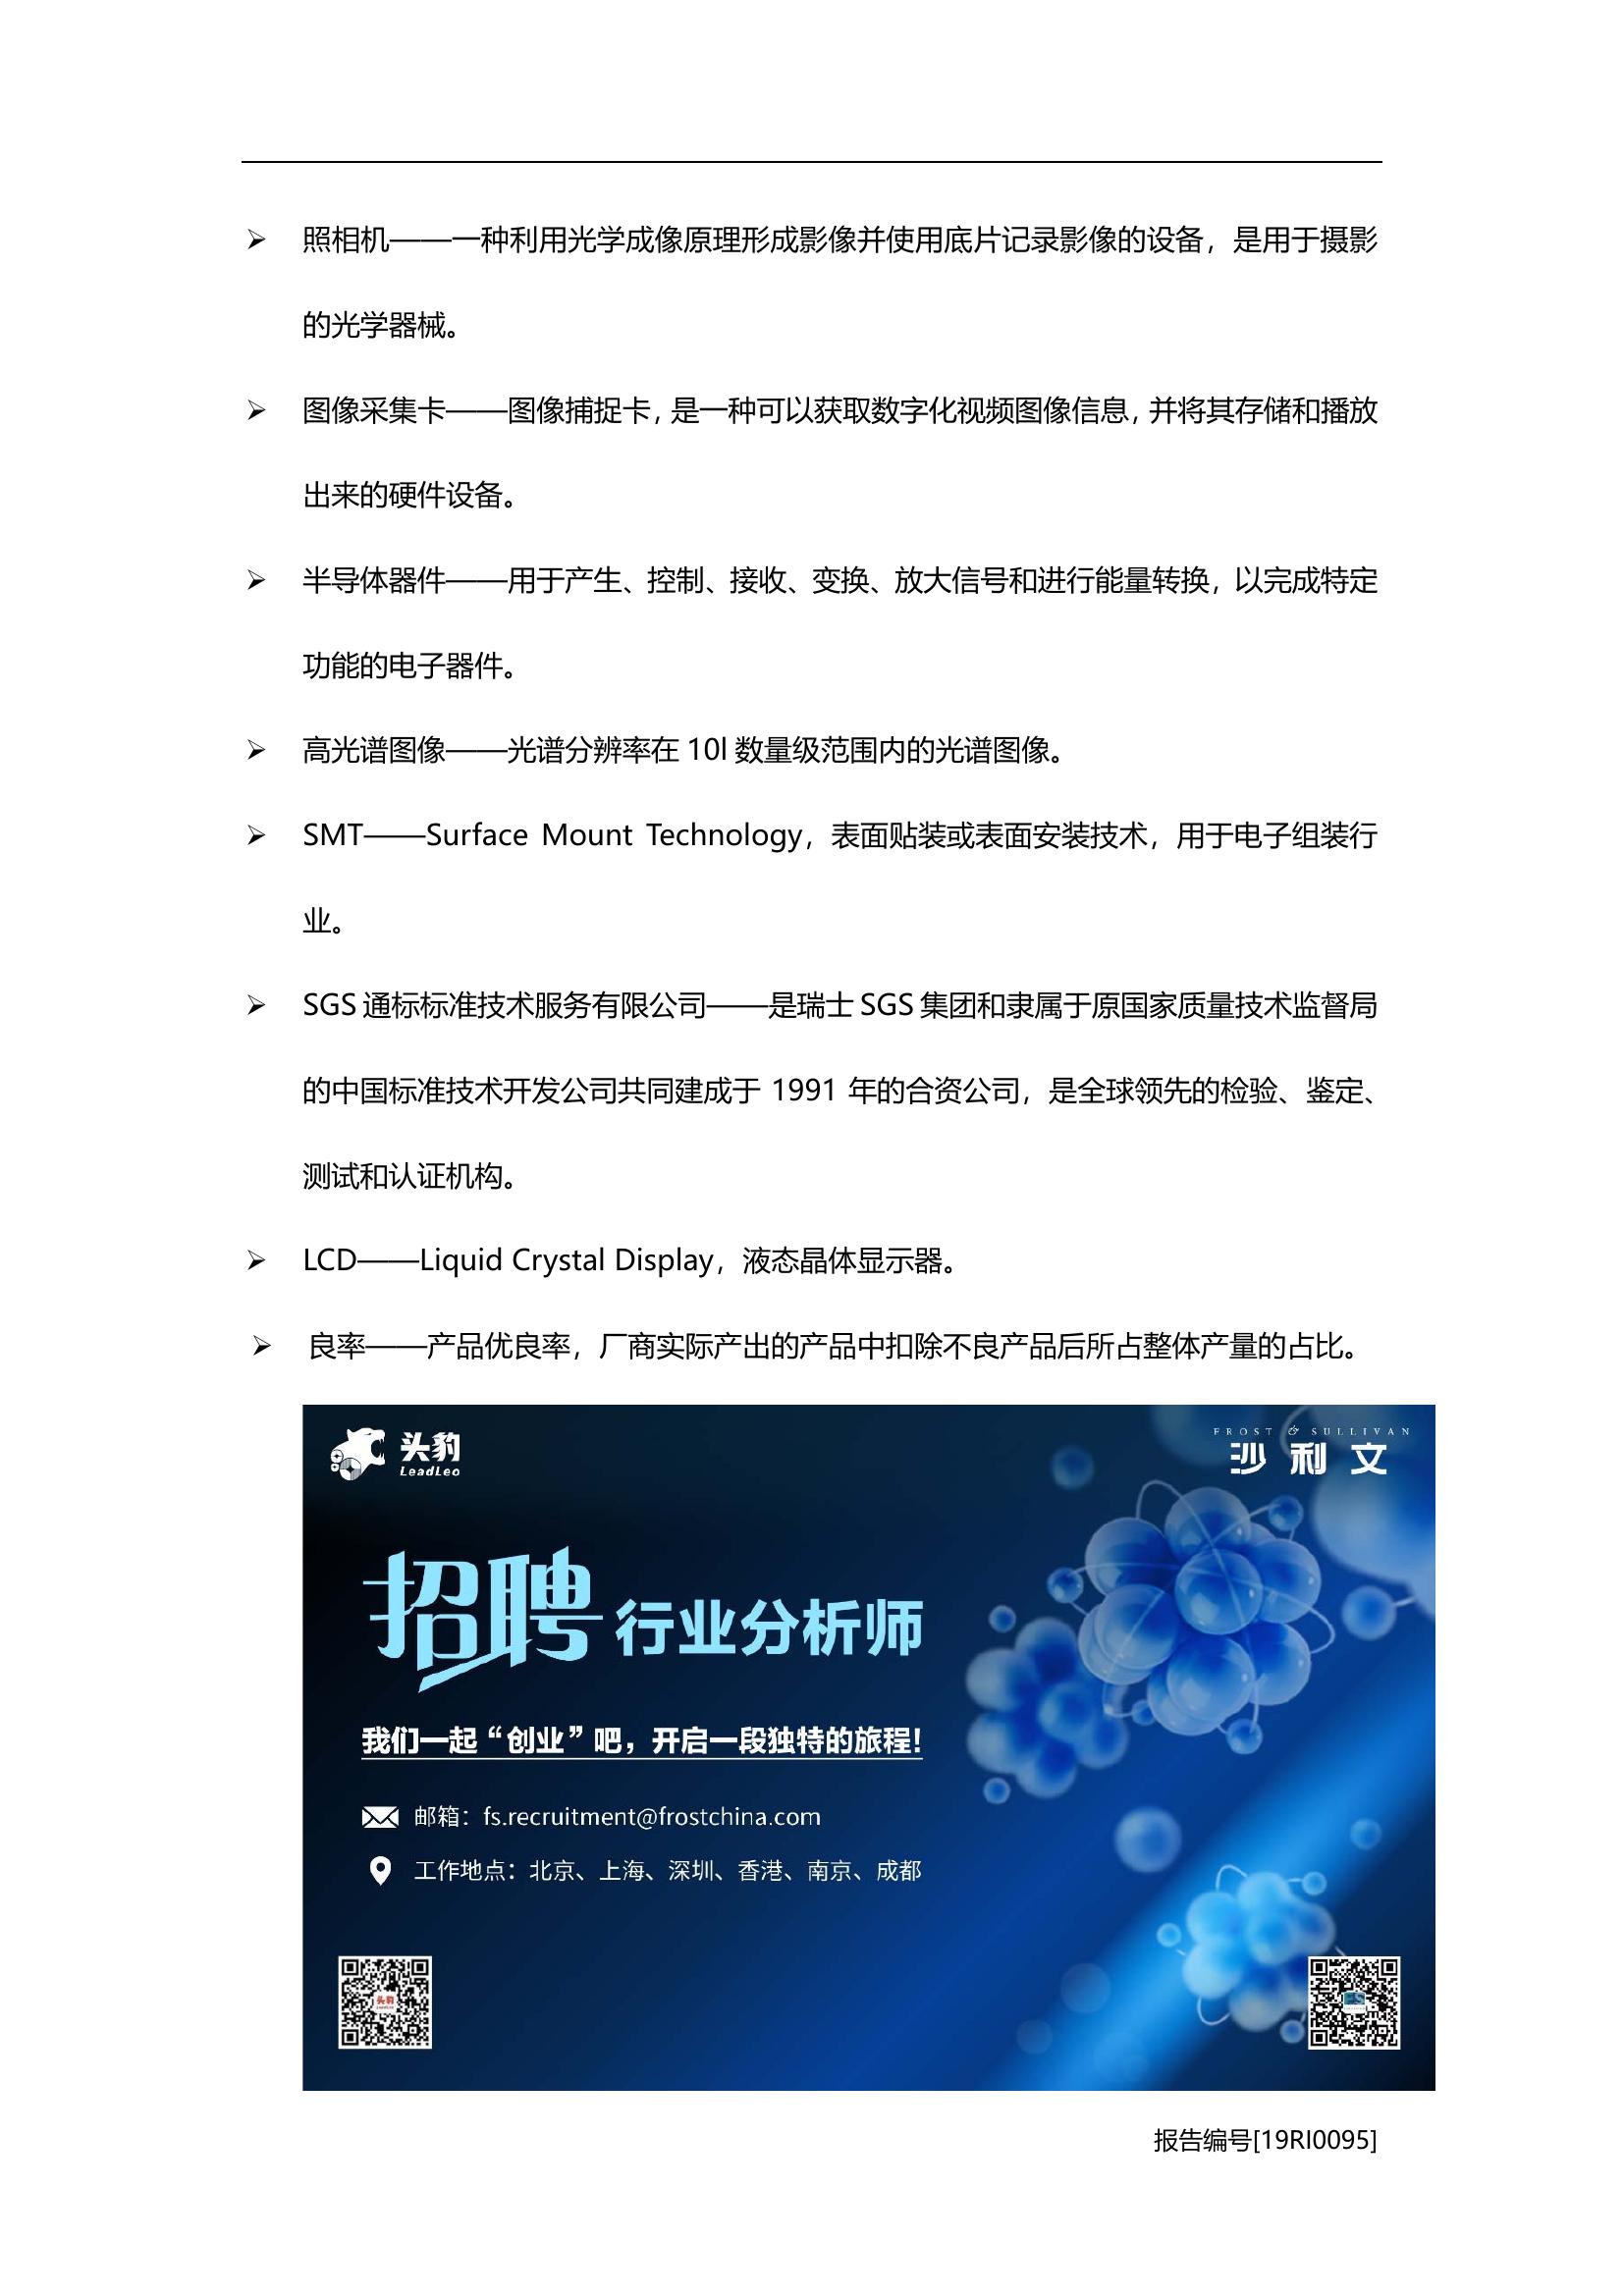 ➢ 照相机——一种利用光学成像原理形成影像并使用底片记录影像的设备，是用于摄影
的光学器械。
➢ 图像采集卡——图像捕捉卡，是一种可以获取数字化视频图像信息，并将其存储和播放
出来的硬件设备。
➢ 半导体器件——用于产生、控制、接收、变换、放大信号和进行能量转换，以完成特定
功能的电子器件。
➢ 高光谱图像——光谱分辨率在 10l 数量级范围内的光谱图像。
➢ SMT——Surface Mount Technology，表面贴装或表面安装技术，用于电子组装行
业。
➢ SGS 通标标准技术服务有限公司——是瑞士 SGS 集团和隶属于原国家质量技术监督局
的中国标准技术开发公司共同建成于 1991 年的合资公司，是全球领先的检验、鉴定、
测试和认证机构。
➢ LCD——Liquid Crystal Display，液态晶体显示器。
➢ 良率——产品优良率，厂商实际产出的产品中扣除不良产品后所占整体产量的占比。
头豹
LeadLeo
FROST & SULLIVAN
沙利文
招聘 行业分析师
我们一起“创业”吧，开启一段独特的旅程！
邮箱：fs.recruitment@frostchina.com
工作地点：北京、上海、深圳、香港、南京、成都
头豹
LeadLeo
报告编号[19RI0095]